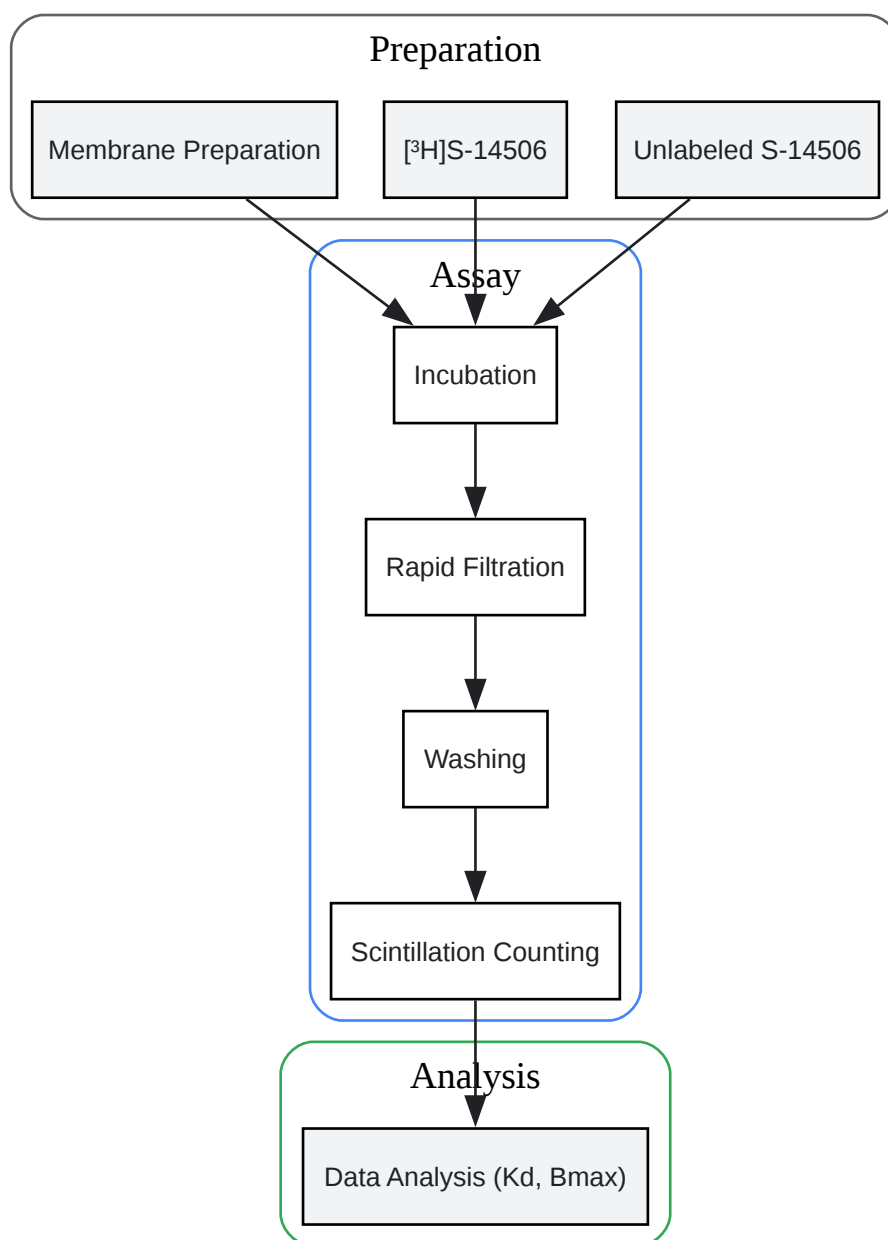 Preparation
Membrane Preparation
[³H]S-14506
Unlabeled S-14506
Assay
Incubation
Rapid Filtration
Washing
Scintillation Counting
Analysis
Data Analysis (Kd, Bmax)